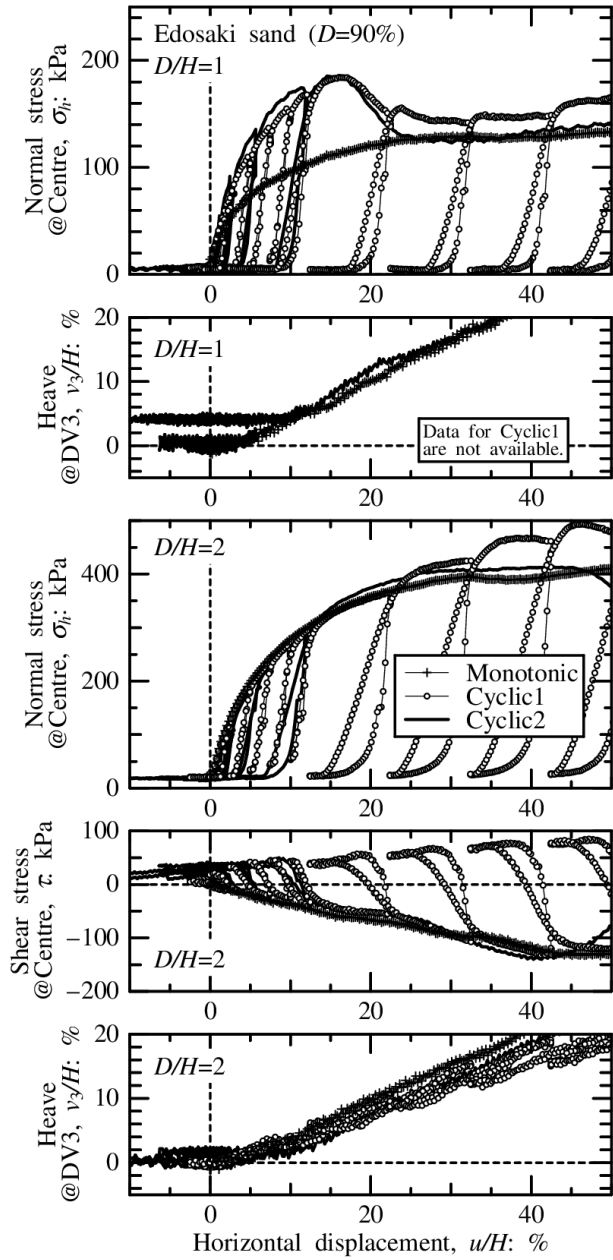 Edosaki sand (D=90%)
D/H=1
Normal stress
@Centre, σh: kPa
200
100
0
0 20 40
D/H=1
Heave
@DV3, v3/H: %
20
10
0
Data for Cyclic1
are not available.
0 20 40
D/H=2
Normal stress
@Centre, σh: kPa
400
200
0
Monotonic
Cyclic1
Cyclic2
0 20 40
Shear stress
@Centre, τ: kPa
100
0
−100
−200
D/H=2
0 20 40
D/H=2
Heave
@DV3, v3/H: %
20
10
0
0 20 40
Horizontal displacement, u/H: %